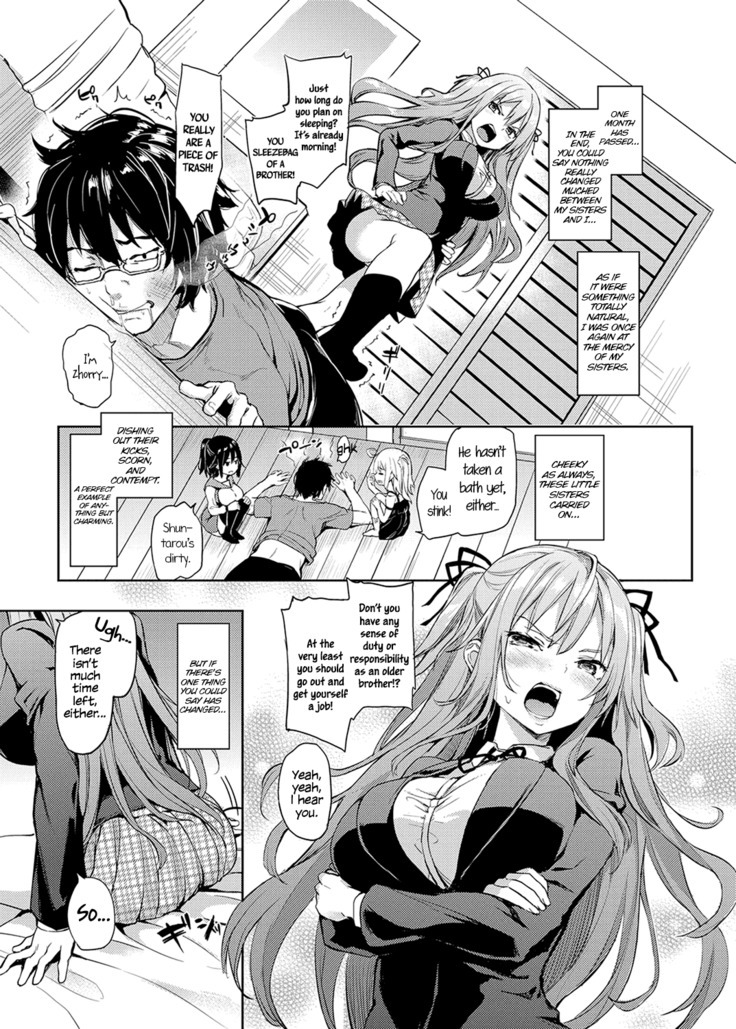 ONE
MONTH
HAS
PASSED...
IN THE
END,
YOU COULD
SAY NOTHING
REALLY
CHANGED
MUCHED
BETWEEN
MY SISTERS
AND I...
Just
how long do
you plan on
sleeping?
It's already
morning!
YOU
SLEEZEBAG
OF A
BROTHER!
YOU
REALLY
ARE A
PIECE OF
TRASH!
AS IF
IT WERE
SOMETHING
TOTALLY
NATURAL,
I WAS ONCE
AGAIN AT
THE MERCY
OF MY
SISTERS.
I'm
Zhorry...
CHEEKY
AS ALWAYS,
THESE LITTLE
SISTERS
CARRIED
ON...
He hasn't
taken a
bath yet,
either...
You
stink!
ghk
Shun-
tarou's
dirty.
DISHING
OUT THEIR
KICKS,
SCORN,
AND
CONTEMPT.
A PERFECT
EXAMPLE
OF ANY-
THING BUT
CHARMING.
Don't you
have any
sense of
duty or
responsibility
as an older
brother!?
At the
very least
you should
go out and
get yourself
a job!
Yeah,
yeah,
I hear
you.
BUT IF
THERE'S
ONE THING
YOU COULD
SAY HAS
CHANGED...
Ugh...
There
isn't
much
time
left,
either...
So...